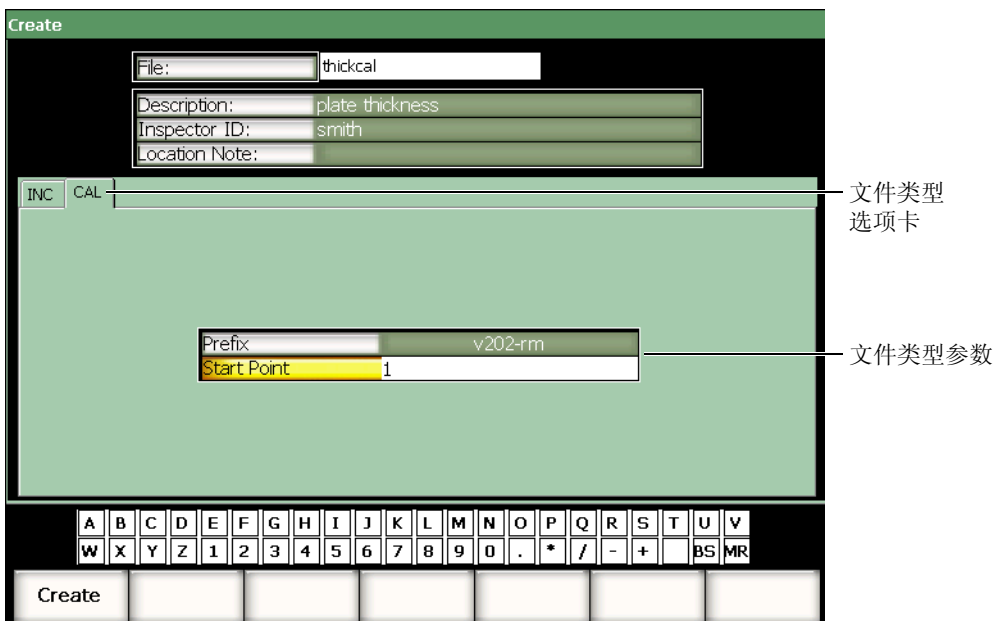 Create
File: thickcal
Description: plate thickness
Inspector ID: smith
Location Note:
INC CAL
文件类型
选项卡
Prefix v202-rm
文件类型参数
Start Point 1
A B C D E F G H I J K L M N O P Q R S T U V
W X Y Z 1 2 3 4 5 6 7 8 9 0 . * / - + BS MR
Create